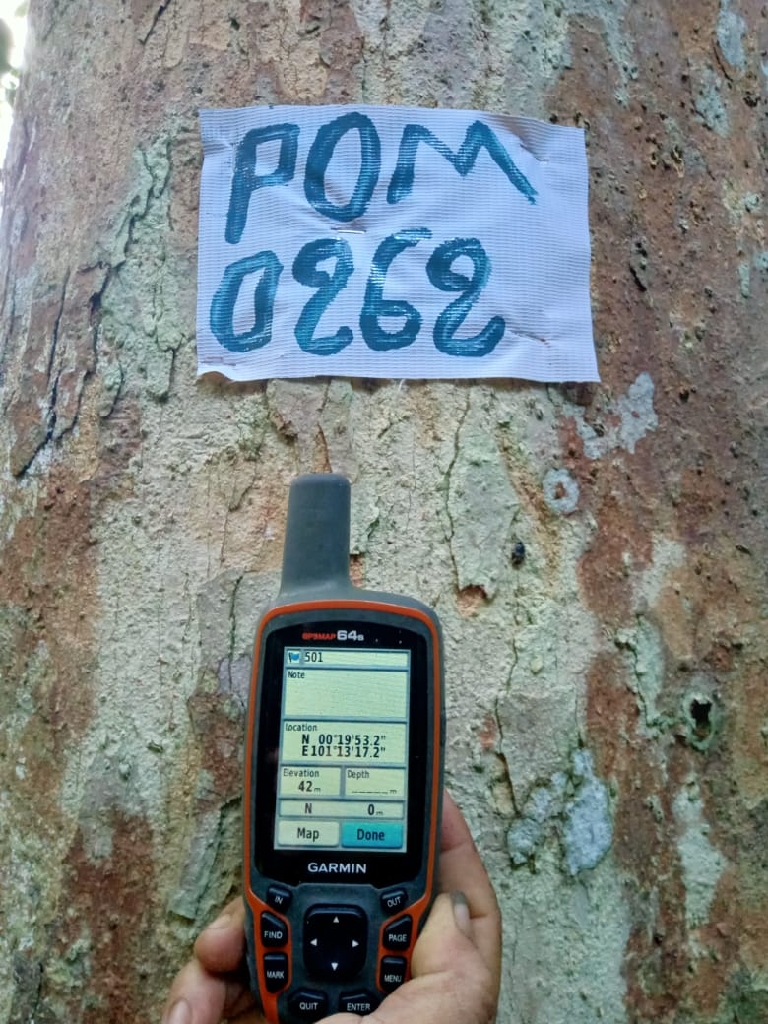 POM
0262
GPSMAP 64s
501
Note
Location
N 00°19'53.2"
E101°13'17.2"
Elevation Depth
42m _____m
N 0m
Map Done
GARMIN
IN OUT
FIND PAGE
MARK MENU
QUIT ENTER